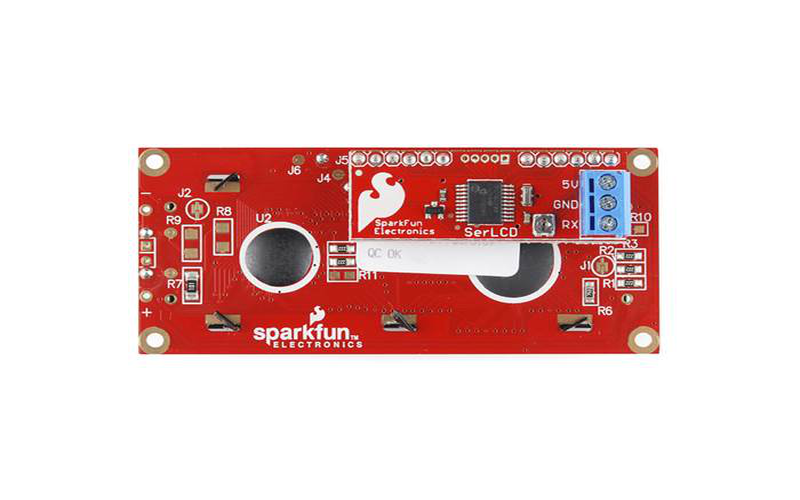 J6
J5
J4
J2
R9
R8
U2
R7
SparkFun
Electronics
SerLCD
5V
GND
RX
R10
R3
R2
J1
R1
R6
QC OK
R11
sparkfun™
ELECTRONICS